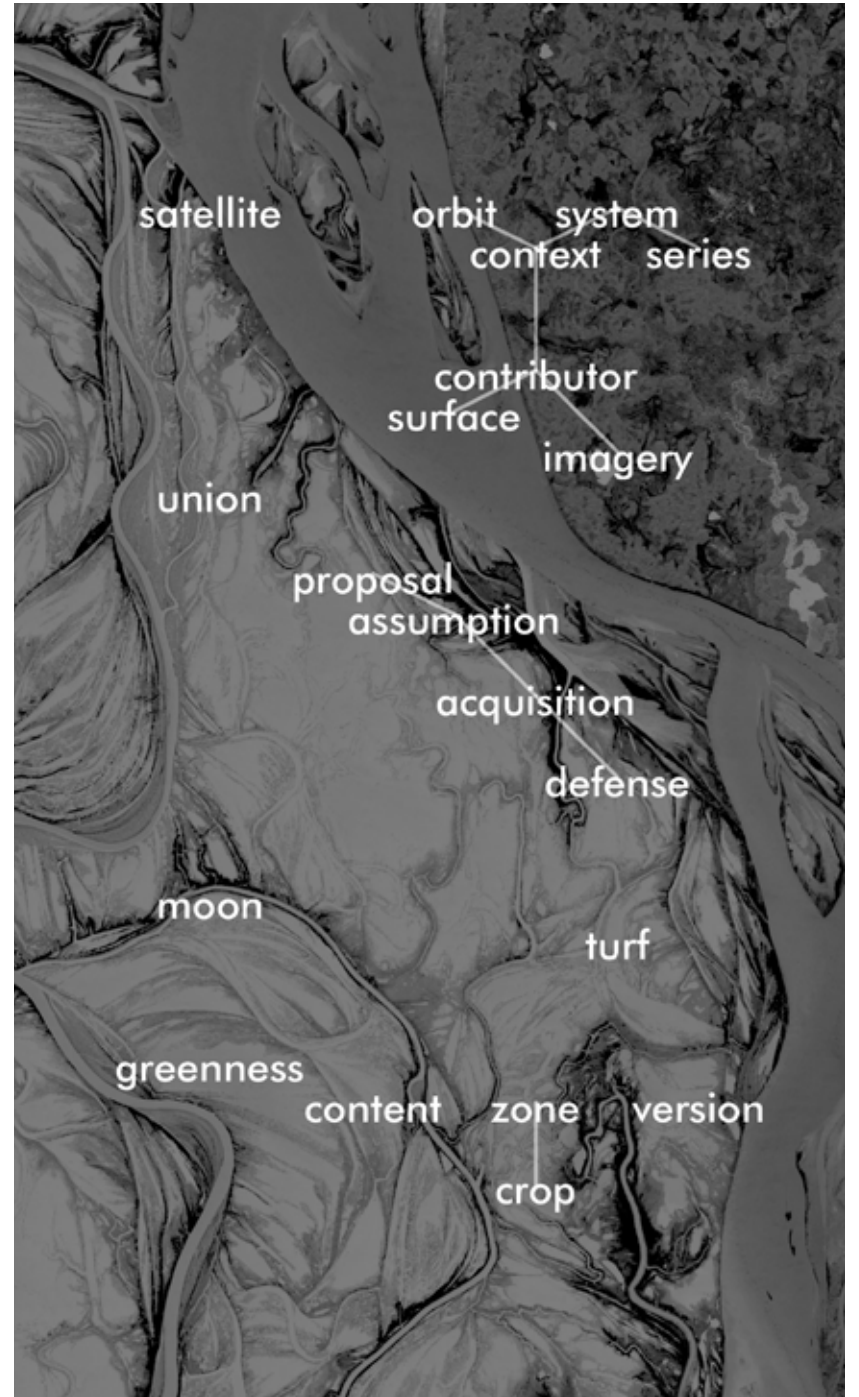 satellite orbit system
context series
contributor
surface
imagery
union
proposal
assumption
acquisition
defense
moon
turf
greenness
content zone version
crop